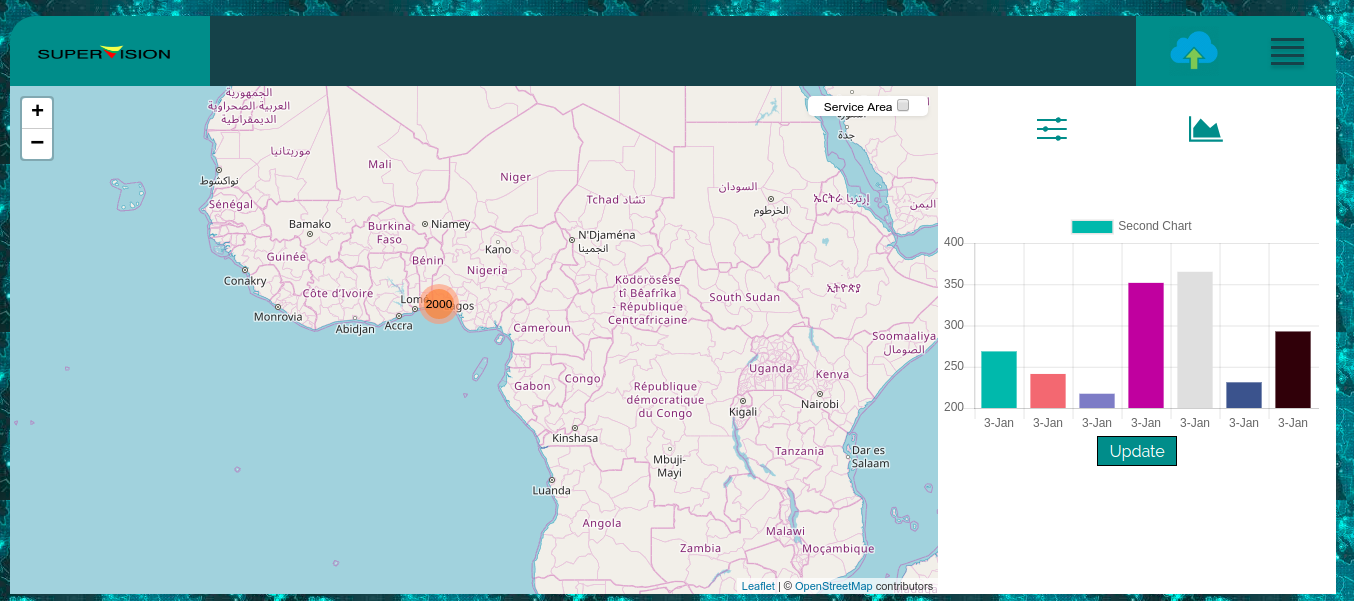 SUPERVISION
+
−
Service Area
الجمهورية
العربية الصحراوية
الديمقراطية
موريتانيا
نواكشوط
Mali
Niger
Tchad تشاد
السودان
الخرطوم
جدة
ኤርትራ إرتريا
اليمن
Sénégal
Bamako
Burkina
Faso
Niamey
N'Djaména
انجمينا
Kano
Guinée
Bénin
Nigeria
Conakry
Côte d'Ivoire
2000
Monrovia
Abidjan
Accra
Cameroun
Ködörösêse
tî Bêafrîka
- République
Centrafricaine
South Sudan
ኢትዮጵያ
Soomaaliya
الصومال
Gabon
Congo
République
démocratique
du Congo
Uganda
Kenya
Kigali
Nairobi
Kinshasa
Mbuji-
Mayi
Tanzania
Dar es
Salaam
Luanda
Angola
Zambia
Malawi
Moçambique
Leaflet | © OpenStreetMap contributors
Second Chart
400
350
300
250
200
3-Jan 3-Jan 3-Jan 3-Jan 3-Jan 3-Jan 3-Jan
Update